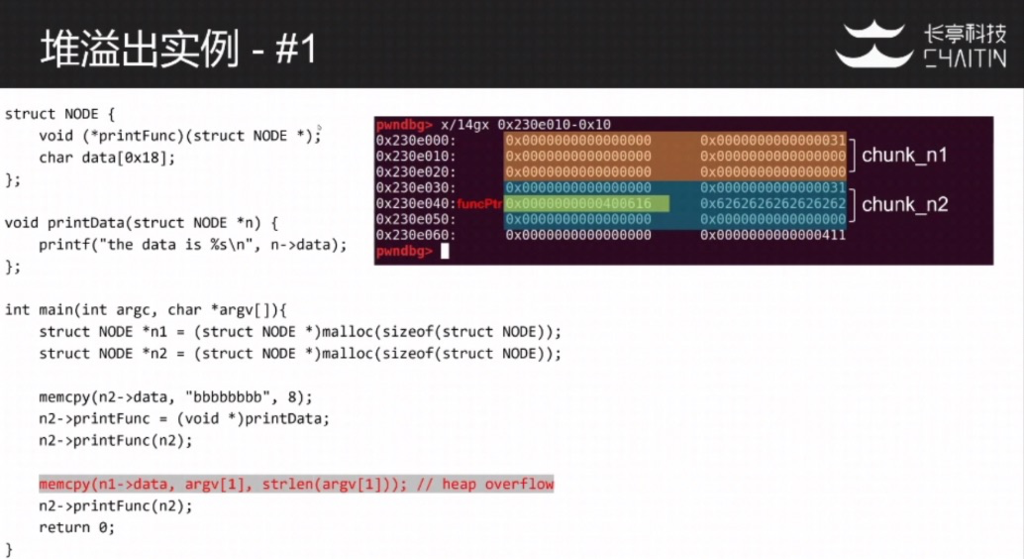 堆溢出实例 - #1
长亭科技
CHAITIN
struct NODE {
void (*printFunc)(struct NODE *);
char data[0x18];
};
void printData(struct NODE *n) {
printf("the data is %s\n", n->data);
};
int main(int argc, char *argv[]){
struct NODE *n1 = (struct NODE *)malloc(sizeof(struct NODE));
struct NODE *n2 = (struct NODE *)malloc(sizeof(struct NODE));
memcpy(n2->data, "bbbbbbbb", 8);
n2->printFunc = (void *)printData;
n2->printFunc(n2);
memcpy(n1->data, argv[1], strlen(argv[1])); // heap overflow
n2->printFunc(n2);
return 0;
}
pwndbg> x/14gx 0x230e010-0x10
0x230e000: 0x0000000000000000 0x0000000000000031
0x230e010: 0x0000000000000000 0x0000000000000000
0x230e020: 0x0000000000000000 0x0000000000000000
0x230e030: 0x0000000000000000 0x0000000000000031
0x230e040:funcPtr 0x0000000000400616 0x6262626262626262
0x230e050: 0x0000000000000000 0x0000000000000000
0x230e060: 0x0000000000000000 0x0000000000000411
pwndbg>
chunk_n1
chunk_n2